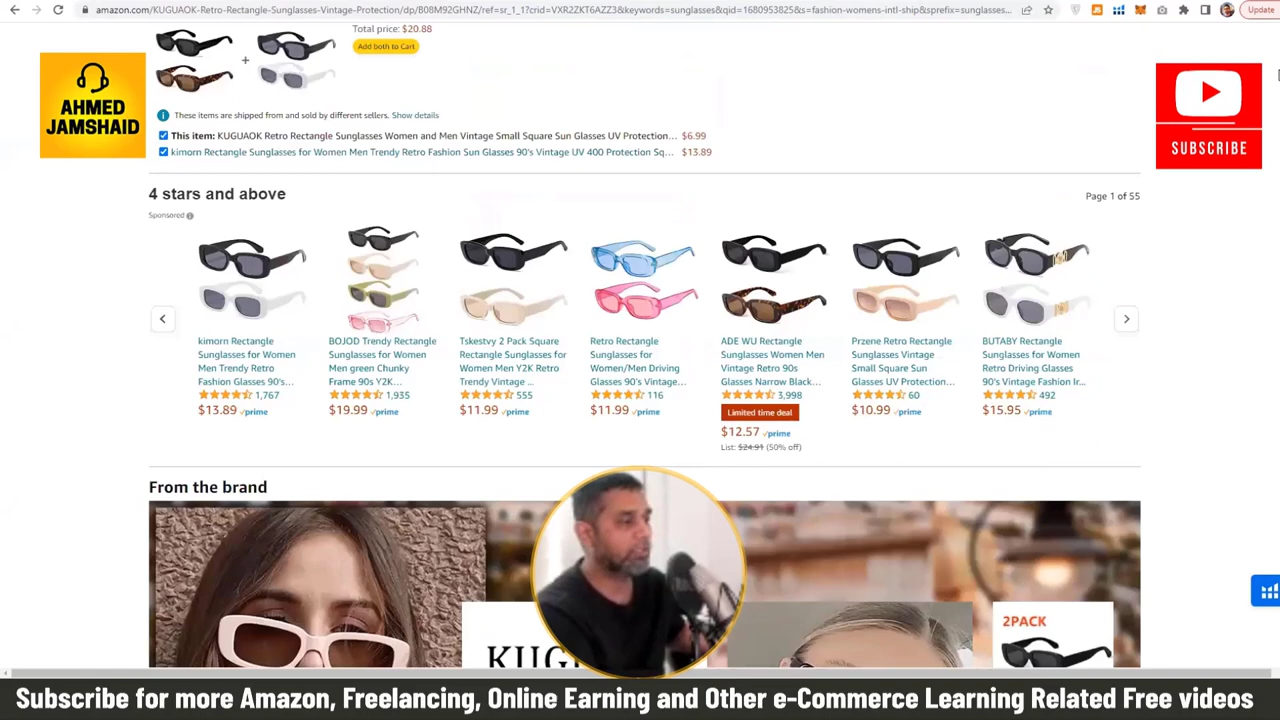 amazon.com/KUGUAOK-Retro-Rectangle-Sunglasses-Vintage-Protection/dp/B08M92GHNZ/ref=sr_1_1?crid=VXR2ZKT6AZZ3&keywords=sunglasses&qid=1680953825&s=fashion-womens-intl-ship&sprefix=sunglasses...
Update
Total price: $20.88
Add both to Cart
AHMED
JAMSHAID
SUBSCRIBE
These items are shipped from and sold by different sellers. Show details
This item: KUGUAOK Retro Rectangle Sunglasses Women and Men Vintage Small Square Sun Glasses UV Protection... $6.99
kimorn Rectangle Sunglasses for Women Men Trendy Retro Fashion Sun Glasses 90's Vintage UV 400 Protection Sq... $13.89
4 stars and above
Page 1 of 55
Sponsored
kimorn Rectangle
Sunglasses for Women
Men Trendy Retro
Fashion Glasses 90's...
1,767
$13.89 prime
BOJOD Trendy Rectangle
Sunglasses for Women
Men green Chunky
Frame 90s Y2K...
1,935
$19.99 prime
Tskestvy 2 Pack Square
Rectangle Sunglasses for
Women Men Y2K Retro
Trendy Vintage ...
555
$11.99 prime
Retro Rectangle
Sunglasses for
Women/Men Driving
Glasses 90's Vintage...
116
$11.99 prime
ADE WU Rectangle
Sunglasses Women Men
Vintage Retro 90s
Glasses Narrow Black...
3,998
Limited time deal
$12.57 prime
List: $24.91 (50% off)
Przene Retro Rectangle
Sunglasses Vintage
Small Square Sun
Glasses UV Protection...
60
$10.99 prime
BUTABY Rectangle
Sunglasses for Women
Retro Driving Glasses
90's Vintage Fashion Ir...
492
$15.95 prime
From the brand
2PACK
KUG
Subscribe for more Amazon, Freelancing, Online Earning and Other e-Commerce Learning Related Free videos